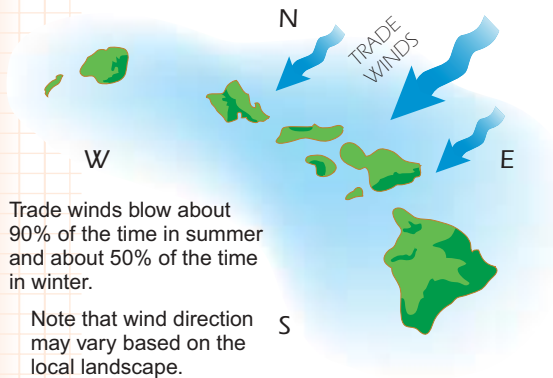 N
TRADE
WINDS
W
E
Trade winds blow about
90% of the time in summer
and about 50% of the time
in winter.
Note that wind direction
may vary based on the
local landscape.
S